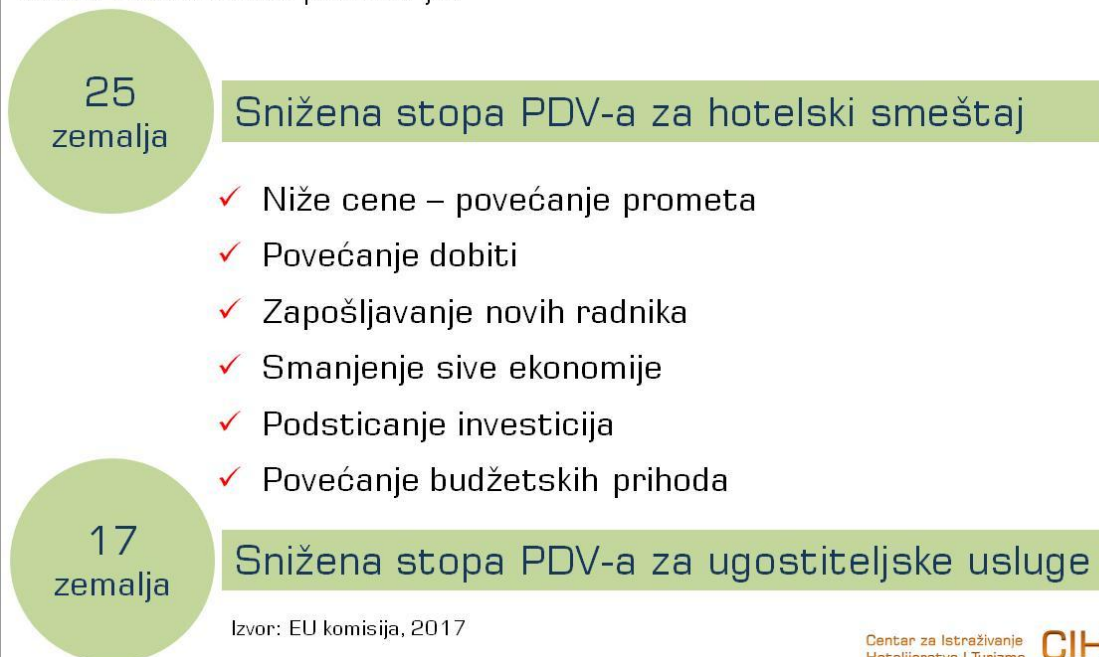 25
zemalja
Snižena stopa PDV-a za hotelski smeštaj
✓ Niže cene – povećanje prometa
✓ Povećanje dobiti
✓ Zapošljavanje novih radnika
✓ Smanjenje sive ekonomije
✓ Podsticanje investicija
✓ Povećanje budžetskih prihoda
17
zemalja
Snižena stopa PDV-a za ugostiteljske usluge
Izvor: EU komisija, 2017
Centar za Istraživanje